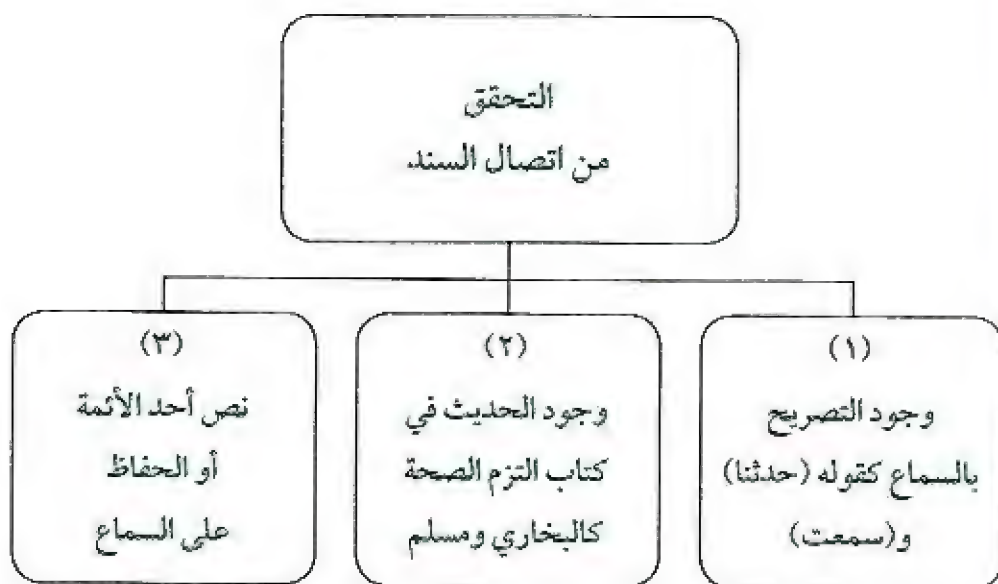 التحقق
من اتصال السند
(١)
وجود التصريح
بالسماع كقوله (حدثنا)
و(سمعت)
(٢)
وجود الحديث في
كتاب التزم الصحة
كالبخاري ومسلم
(٣)
نص أحد الأئمة
أو الحفاظ
على السماع